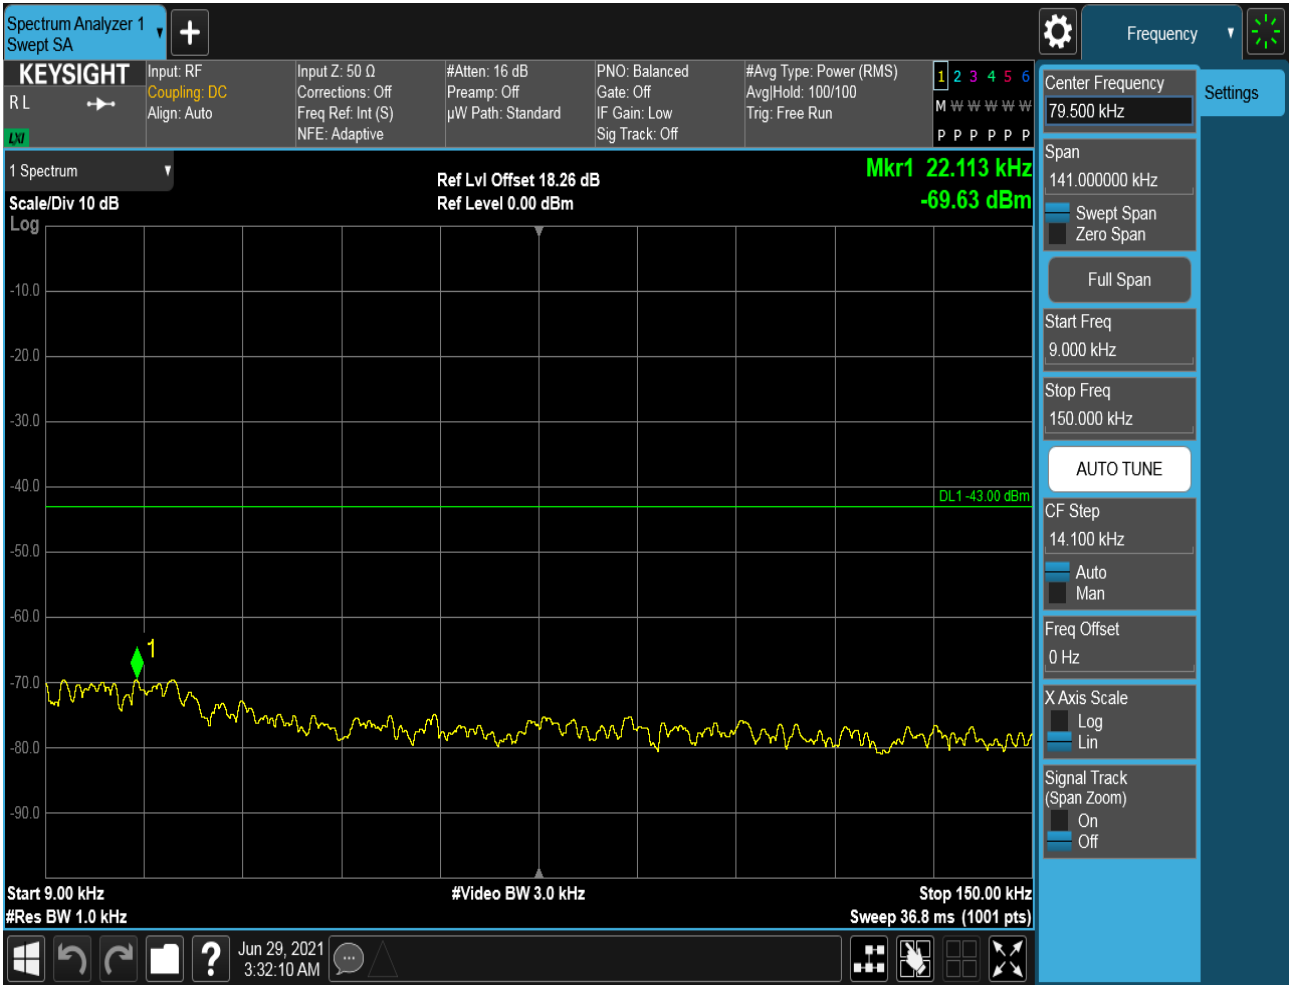 Spectrum Analyzer 1
Swept SA
Frequency
KEYSIGHT
R L
LXI
Input: RF
Coupling: DC
Align: Auto
Input Z: 50 Ω
Corrections: Off
Freq Ref: Int (S)
NFE: Adaptive
#Atten: 16 dB
Preamp: Off
µW Path: Standard
PNO: Balanced
Gate: Off
IF Gain: Low
Sig Track: Off
#Avg Type: Power (RMS)
Avg|Hold: 100/100
Trig: Free Run
1 2 3 4 5 6
M W W W W W
P P P P P P
1 Spectrum
Scale/Div 10 dB
Log
Ref Lvl Offset 18.26 dB
Ref Level 0.00 dBm
Mkr1 22.113 kHz
-69.63 dBm
-10.0
-20.0
-30.0
-40.0
DL1 -43.00 dBm
-50.0
-60.0
1
-70.0
-80.0
-90.0
Start 9.00 kHz
#Res BW 1.0 kHz
#Video BW 3.0 kHz
Stop 150.00 kHz
Sweep 36.8 ms (1001 pts)
Jun 29, 2021
3:32:10 AM
Center Frequency
79.500 kHz
Settings
Span
141.000000 kHz
Swept Span
Zero Span
Full Span
Start Freq
9.000 kHz
Stop Freq
150.000 kHz
AUTO TUNE
CF Step
14.100 kHz
Auto
Man
Freq Offset
0 Hz
X Axis Scale
Log
Lin
Signal Track
(Span Zoom)
On
Off